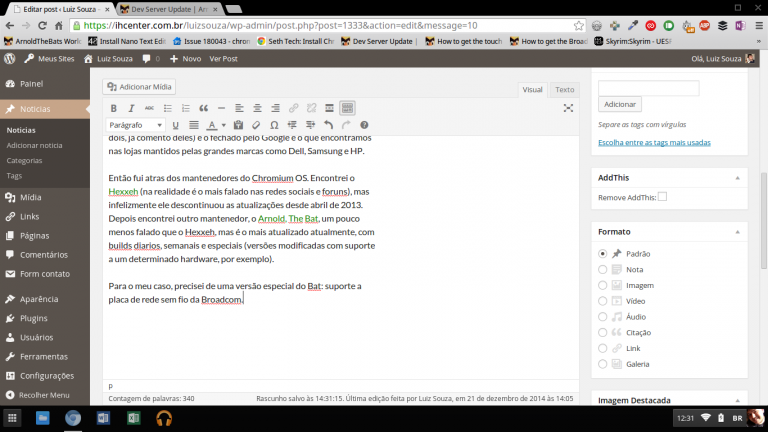 Editar post ‹ Luiz Souza –
Dev Server Update | Arn
https://ihcenter.com.br/luizsouza/wp-admin/post.php?post=1333&action=edit&message=10
ArnoldTheBats World
Install Nano Text Edit
Issue 180043 - chrom
Seth Tech: Install Chr
Dev Server Update |
How to get the touch
How to get the Broad
Skyrim:Skyrim - UESP
Meus Sites
Luiz Souza
0
Novo
Ver Post
Olá, Luiz Souza
Painel
Notícias
Notícias
Adicionar notícia
Categorias
Tags
Mídia
Links
Páginas
Comentários
Form contato
Aparência
Plugins
Usuários
Ferramentas
Configurações
Recolher Menu
Adicionar Mídia
Visual
Texto
B I ABC
Parágrafo
U A
dois, já comento deles) e o fechado pelo Google e o que encontramos
nas lojas mantidos pelas grandes marcas como Dell, Samsung e HP.
Então fui atras dos mantenedores do Chromium OS. Encontrei o
Hexxeh (na realidade é o mais falado nas redes sociais e foruns), mas
infelizmente ele descontinuou as atualizações desde abril de 2013.
Depois encontrei outro mantenedor, o Arnold, The Bat, um pouco
menos falado que o Hexxeh, mas é o mais atualizado atualmente, com
builds diarios, semanais e especiais (versões modificadas com suporte
a um determinado hardware, por exemplo).
Para o meu caso, precisei de uma versão especial do Bat: suporte a
placa de rede sem fio da Broadcom.
p
Contagem de palavras: 340
Rascunho salvo às 14:31:15. Última edição feita por Luiz Souza, em 21 de dezembro de 2014 às 14:05
Adicionar
Separe as tags com vírgulas
Escolha entre as tags mais usadas
AddThis
Remove AddThis:
Formato
Padrão
Nota
Imagem
Vídeo
Áudio
Citação
Link
Galeria
Imagem Destacada
12:31
BR